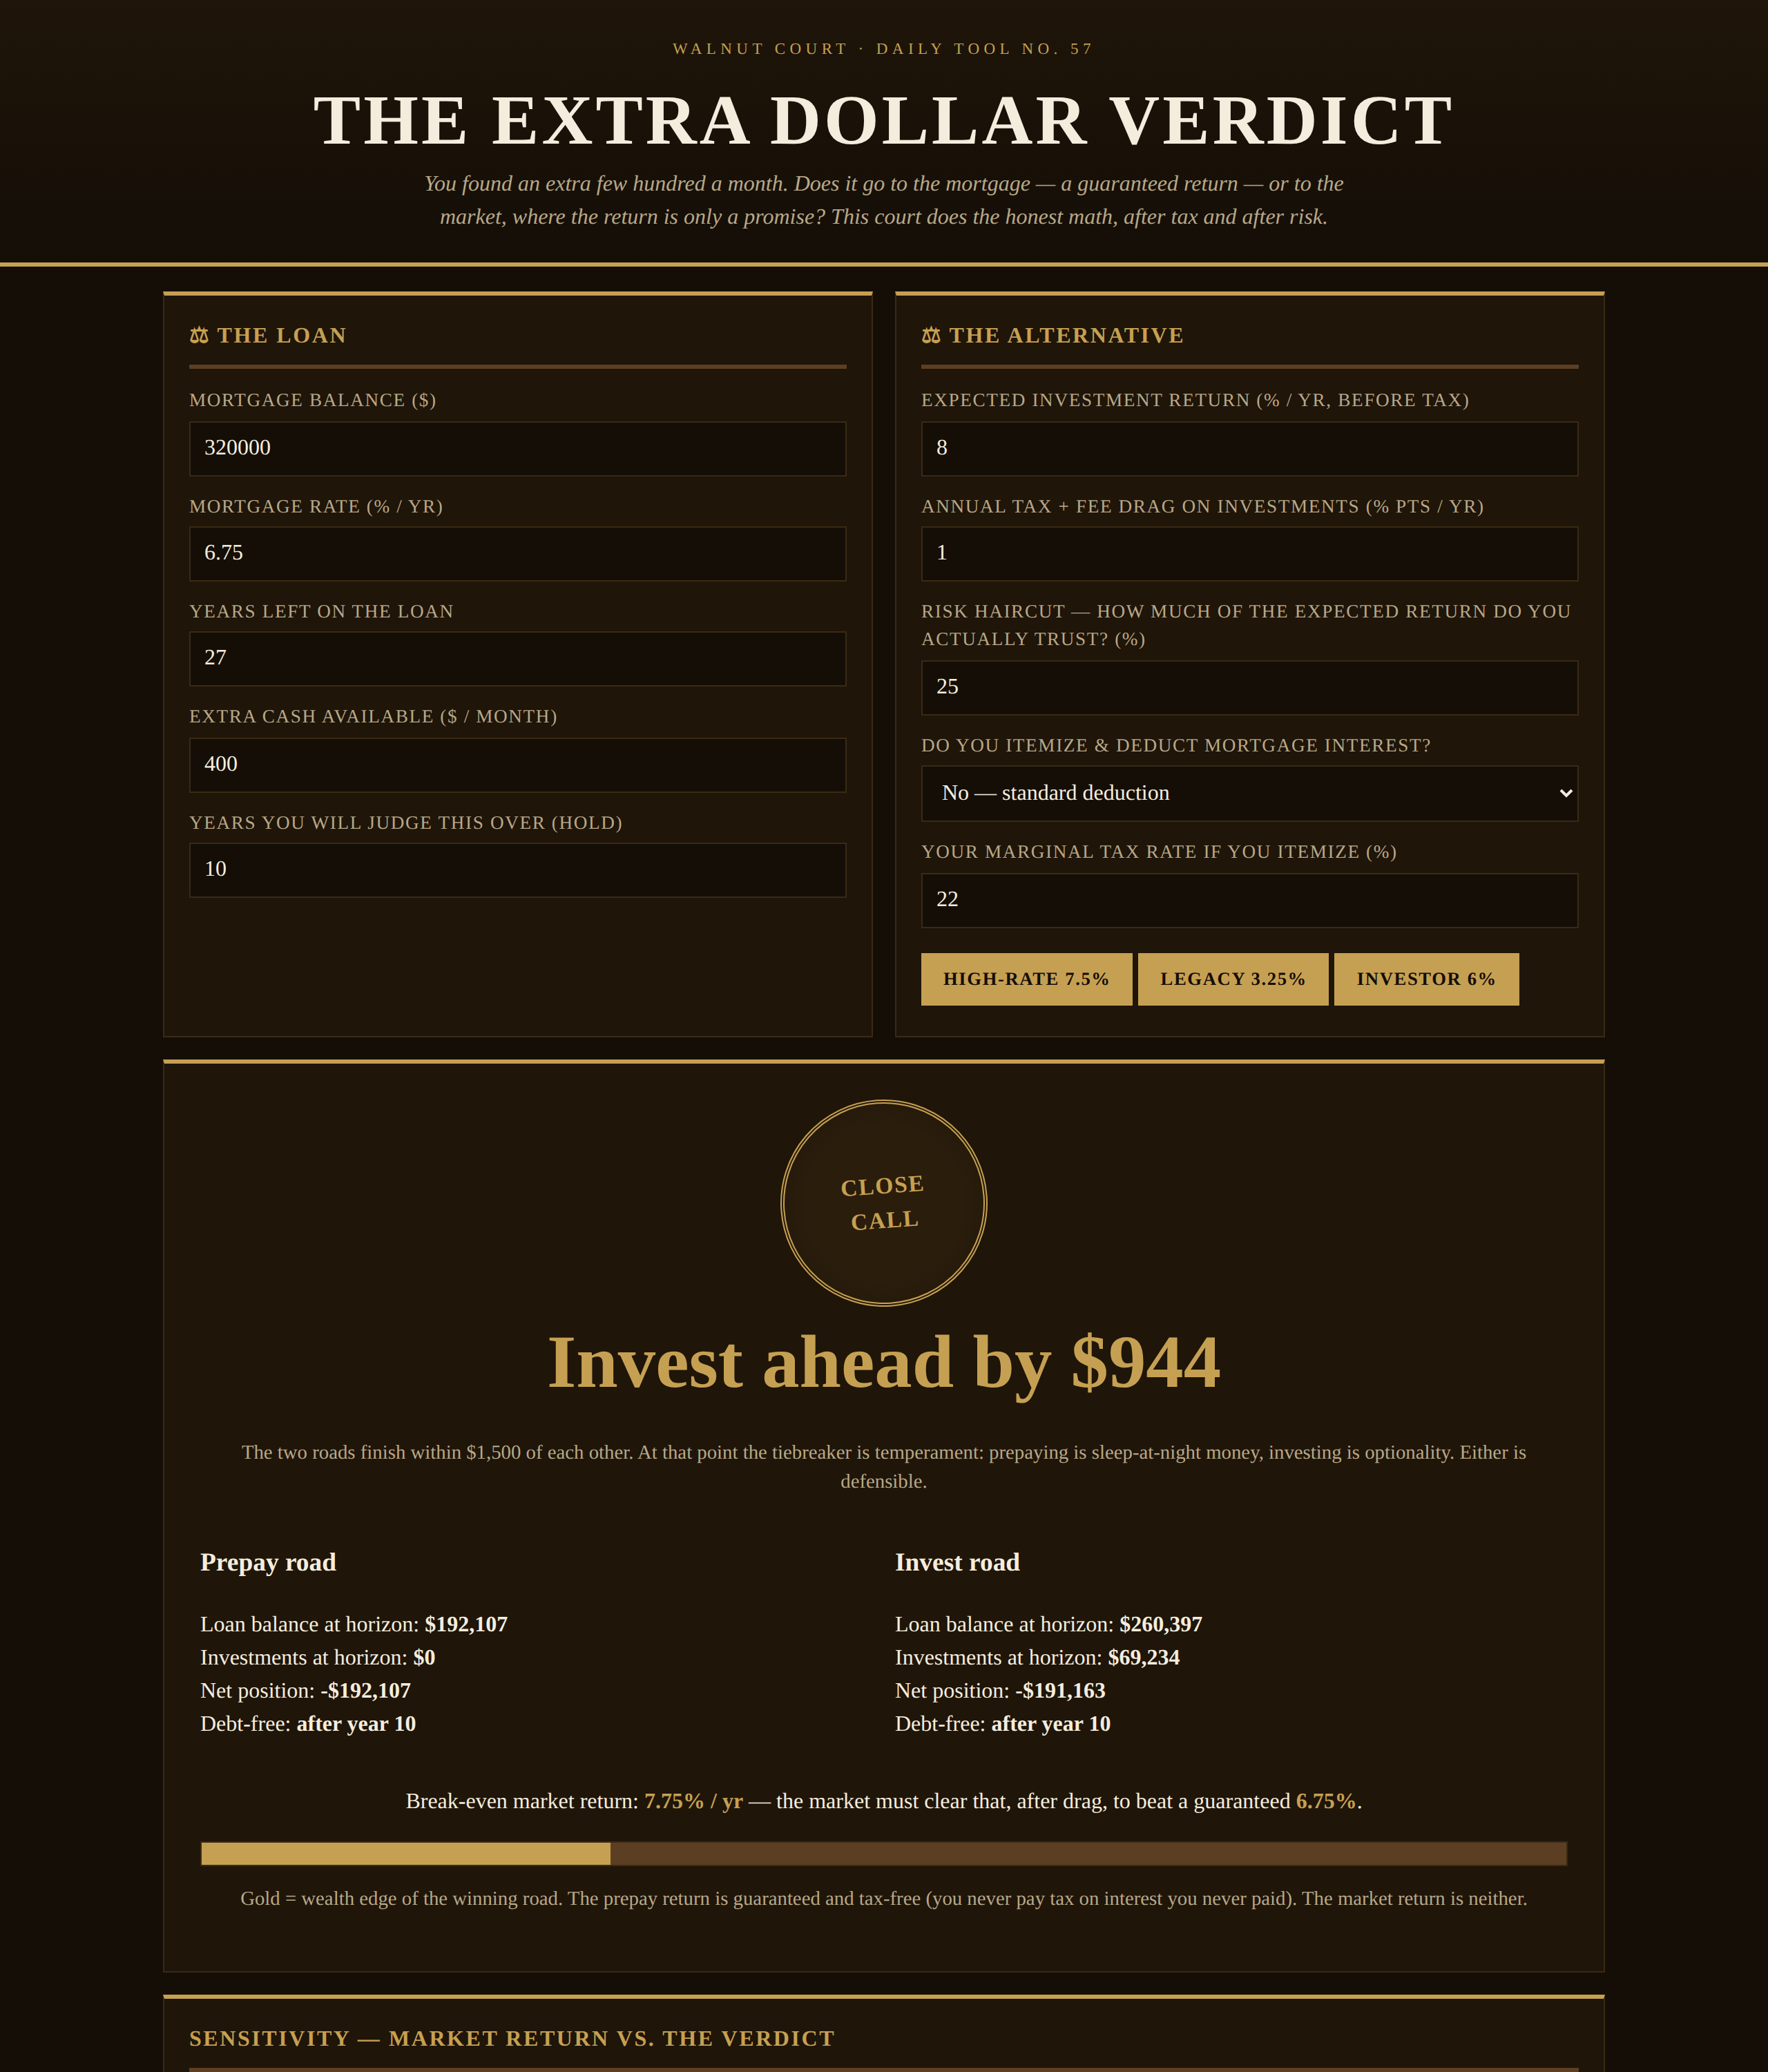 WALNUT COURT · DAILY TOOL NO. 57
THE EXTRA DOLLAR VERDICT
You found an extra few hundred a month. Does it go to the mortgage — a guaranteed return — or to the
market, where the return is only a promise? This court does the honest math, after tax and after risk.
⚖ THE LOAN
MORTGAGE BALANCE ($)
320000
MORTGAGE RATE (% / YR)
6.75
YEARS LEFT ON THE LOAN
27
EXTRA CASH AVAILABLE ($ / MONTH)
400
YEARS YOU WILL JUDGE THIS OVER (HOLD)
10
⚖ THE ALTERNATIVE
EXPECTED INVESTMENT RETURN (% / YR, BEFORE TAX)
8
ANNUAL TAX + FEE DRAG ON INVESTMENTS (% PTS / YR)
1
RISK HAIRCUT — HOW MUCH OF THE EXPECTED RETURN DO YOU
ACTUALLY TRUST? (%)
25
DO YOU ITEMIZE & DEDUCT MORTGAGE INTEREST?
No — standard deduction
YOUR MARGINAL TAX RATE IF YOU ITEMIZE (%)
22
HIGH-RATE 7.5% LEGACY 3.25% INVESTOR 6%
CLOSE
CALL
Invest ahead by $944
The two roads finish within $1,500 of each other. At that point the tiebreaker is temperament: prepaying is sleep-at-night money, investing is optionality. Either is
defensible.
Prepay road
Loan balance at horizon: $192,107
Investments at horizon: $0
Net position: -$192,107
Debt-free: after year 10
Invest road
Loan balance at horizon: $260,397
Investments at horizon: $69,234
Net position: -$191,163
Debt-free: after year 10
Break-even market return: 7.75% / yr — the market must clear that, after drag, to beat a guaranteed 6.75%.
Gold = wealth edge of the winning road. The prepay return is guaranteed and tax-free (you never pay tax on interest you never paid). The market return is neither.
SENSITIVITY — MARKET RETURN VS. THE VERDICT